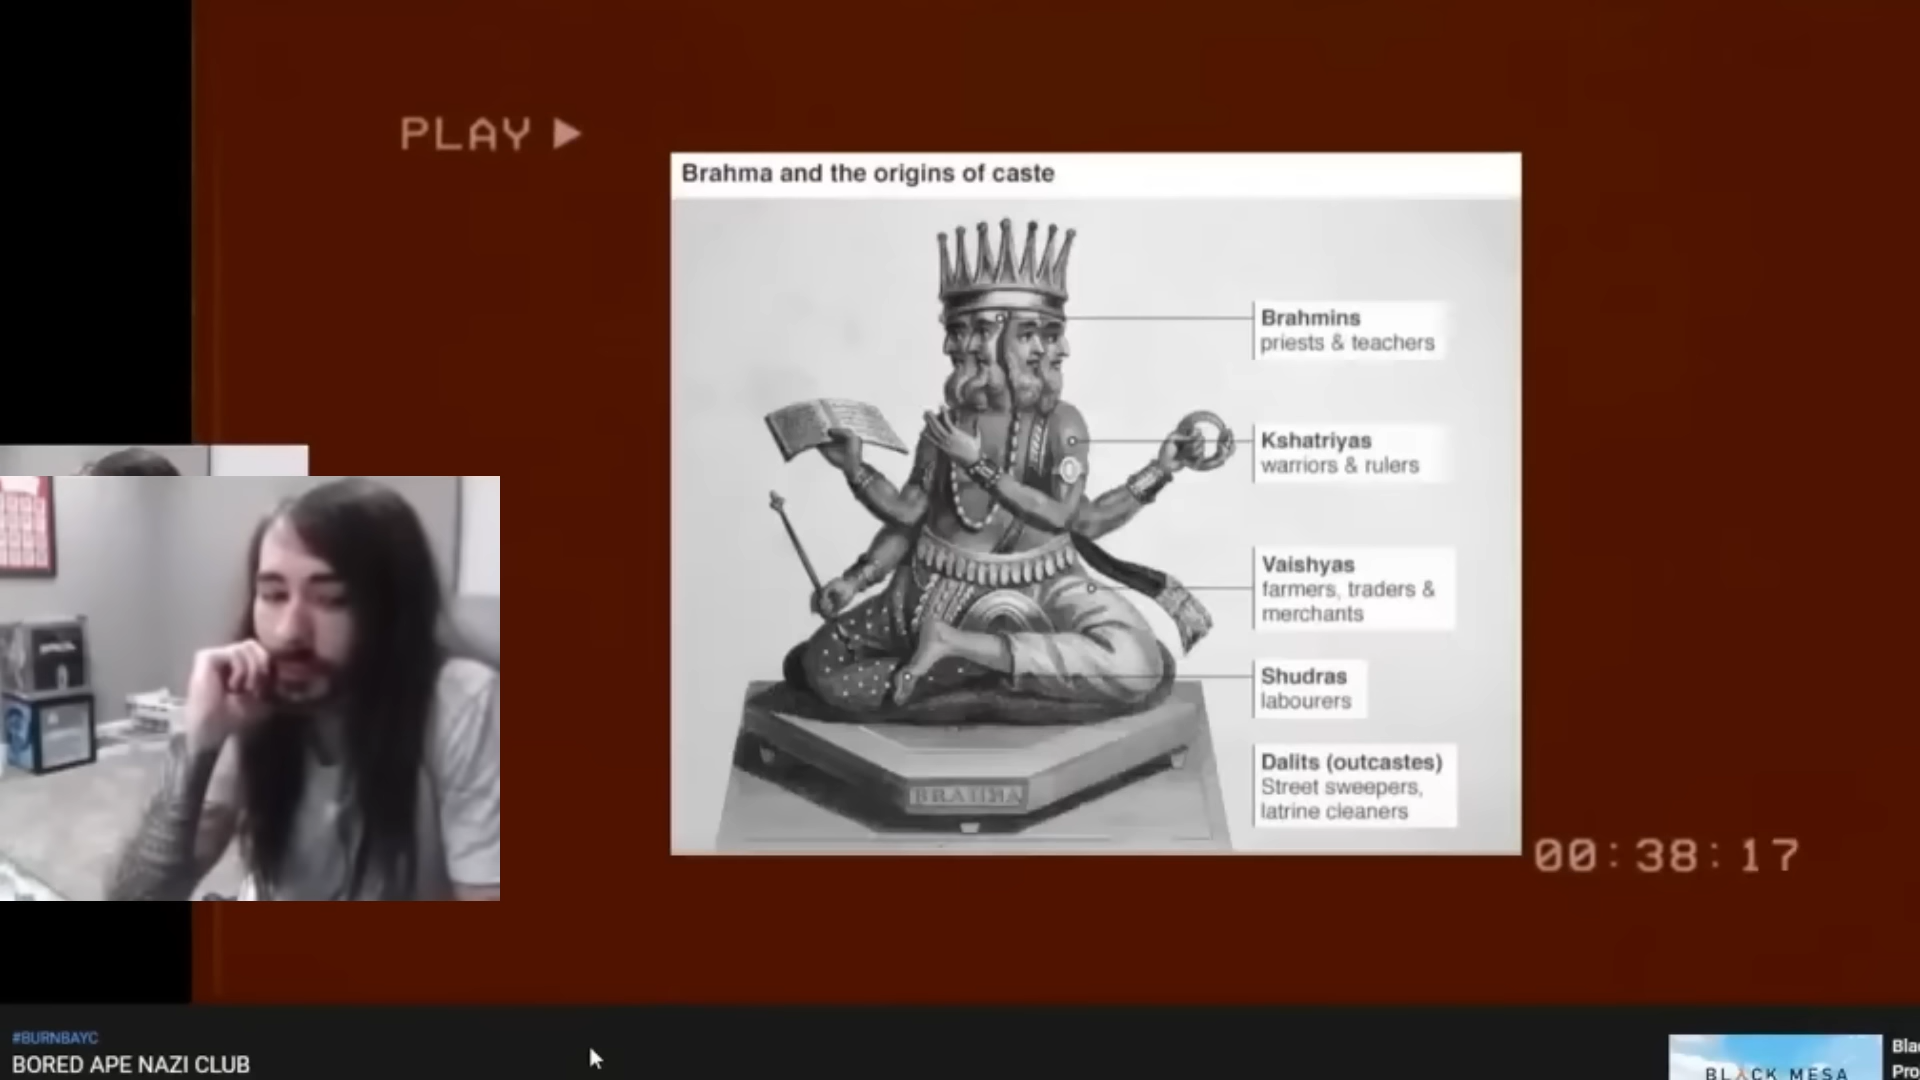 PLAY
Brahma and the origins of caste
Brahmins
priests & teachers
Kshatriyas
warriors & rulers
Vaishyas
farmers, traders &
merchants
Shudras
labourers
Dalits (outcastes)
Street sweepers,
latrine cleaners
BRAHMA
00:38:17
#BURNBAYC
BORED APE NAZI CLUB
BLACK MESA